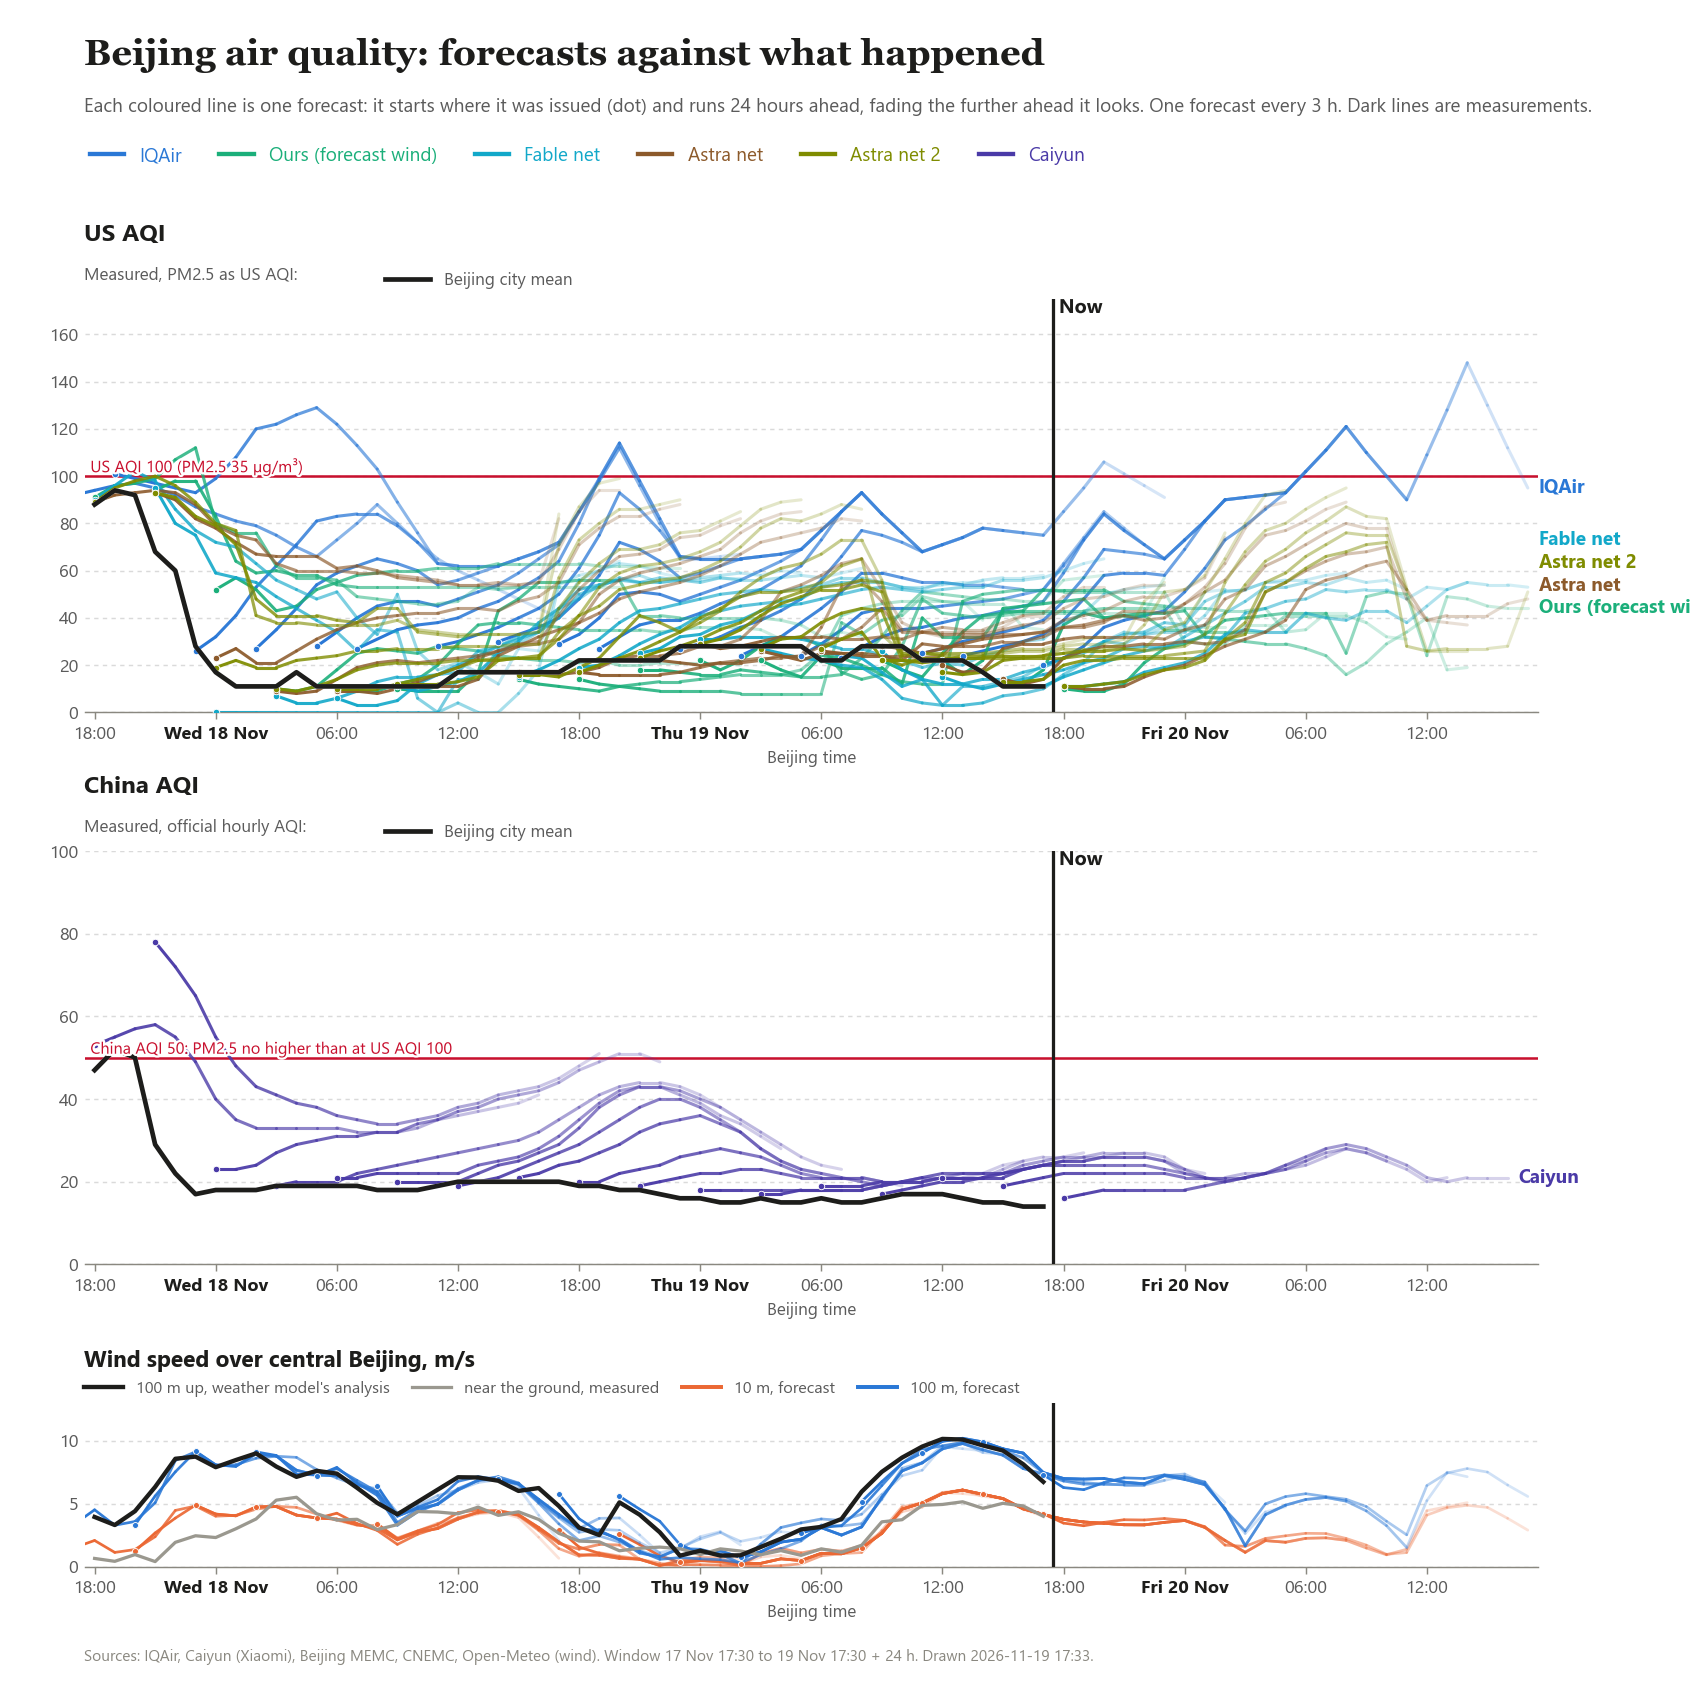 Beijing air quality: forecasts against what happened
Each coloured line is one forecast: it starts where it was issued (dot) and runs 24 hours ahead, fading the further ahead it looks. One forecast every 3 h. Dark lines are measurements.
IQAir Ours (forecast wind) Fable net Astra net Astra net 2 Caiyun
US AQI
Measured, PM2.5 as US AQI: Beijing city mean
Now
160
140
120
100
80
60
40
20
0
US AQI 100 (PM2.5 35 µg/m³)
IQAir
Fable net
Astra net 2
Astra net
Ours (forecast wi
18:00 Wed 18 Nov 06:00 12:00 18:00 Thu 19 Nov 06:00 12:00 18:00 Fri 20 Nov 06:00 12:00
Beijing time
China AQI
Measured, official hourly AQI: Beijing city mean
Now
100
80
60
40
20
0
China AQI 50: PM2.5 no higher than at US AQI 100
Caiyun
18:00 Wed 18 Nov 06:00 12:00 18:00 Thu 19 Nov 06:00 12:00 18:00 Fri 20 Nov 06:00 12:00
Beijing time
Wind speed over central Beijing, m/s
100 m up, weather model's analysis near the ground, measured 10 m, forecast 100 m, forecast
10
5
0
18:00 Wed 18 Nov 06:00 12:00 18:00 Thu 19 Nov 06:00 12:00 18:00 Fri 20 Nov 06:00 12:00
Beijing time
Sources: IQAir, Caiyun (Xiaomi), Beijing MEMC, CNEMC, Open-Meteo (wind). Window 17 Nov 17:30 to 19 Nov 17:30 + 24 h. Drawn 2026-11-19 17:33.